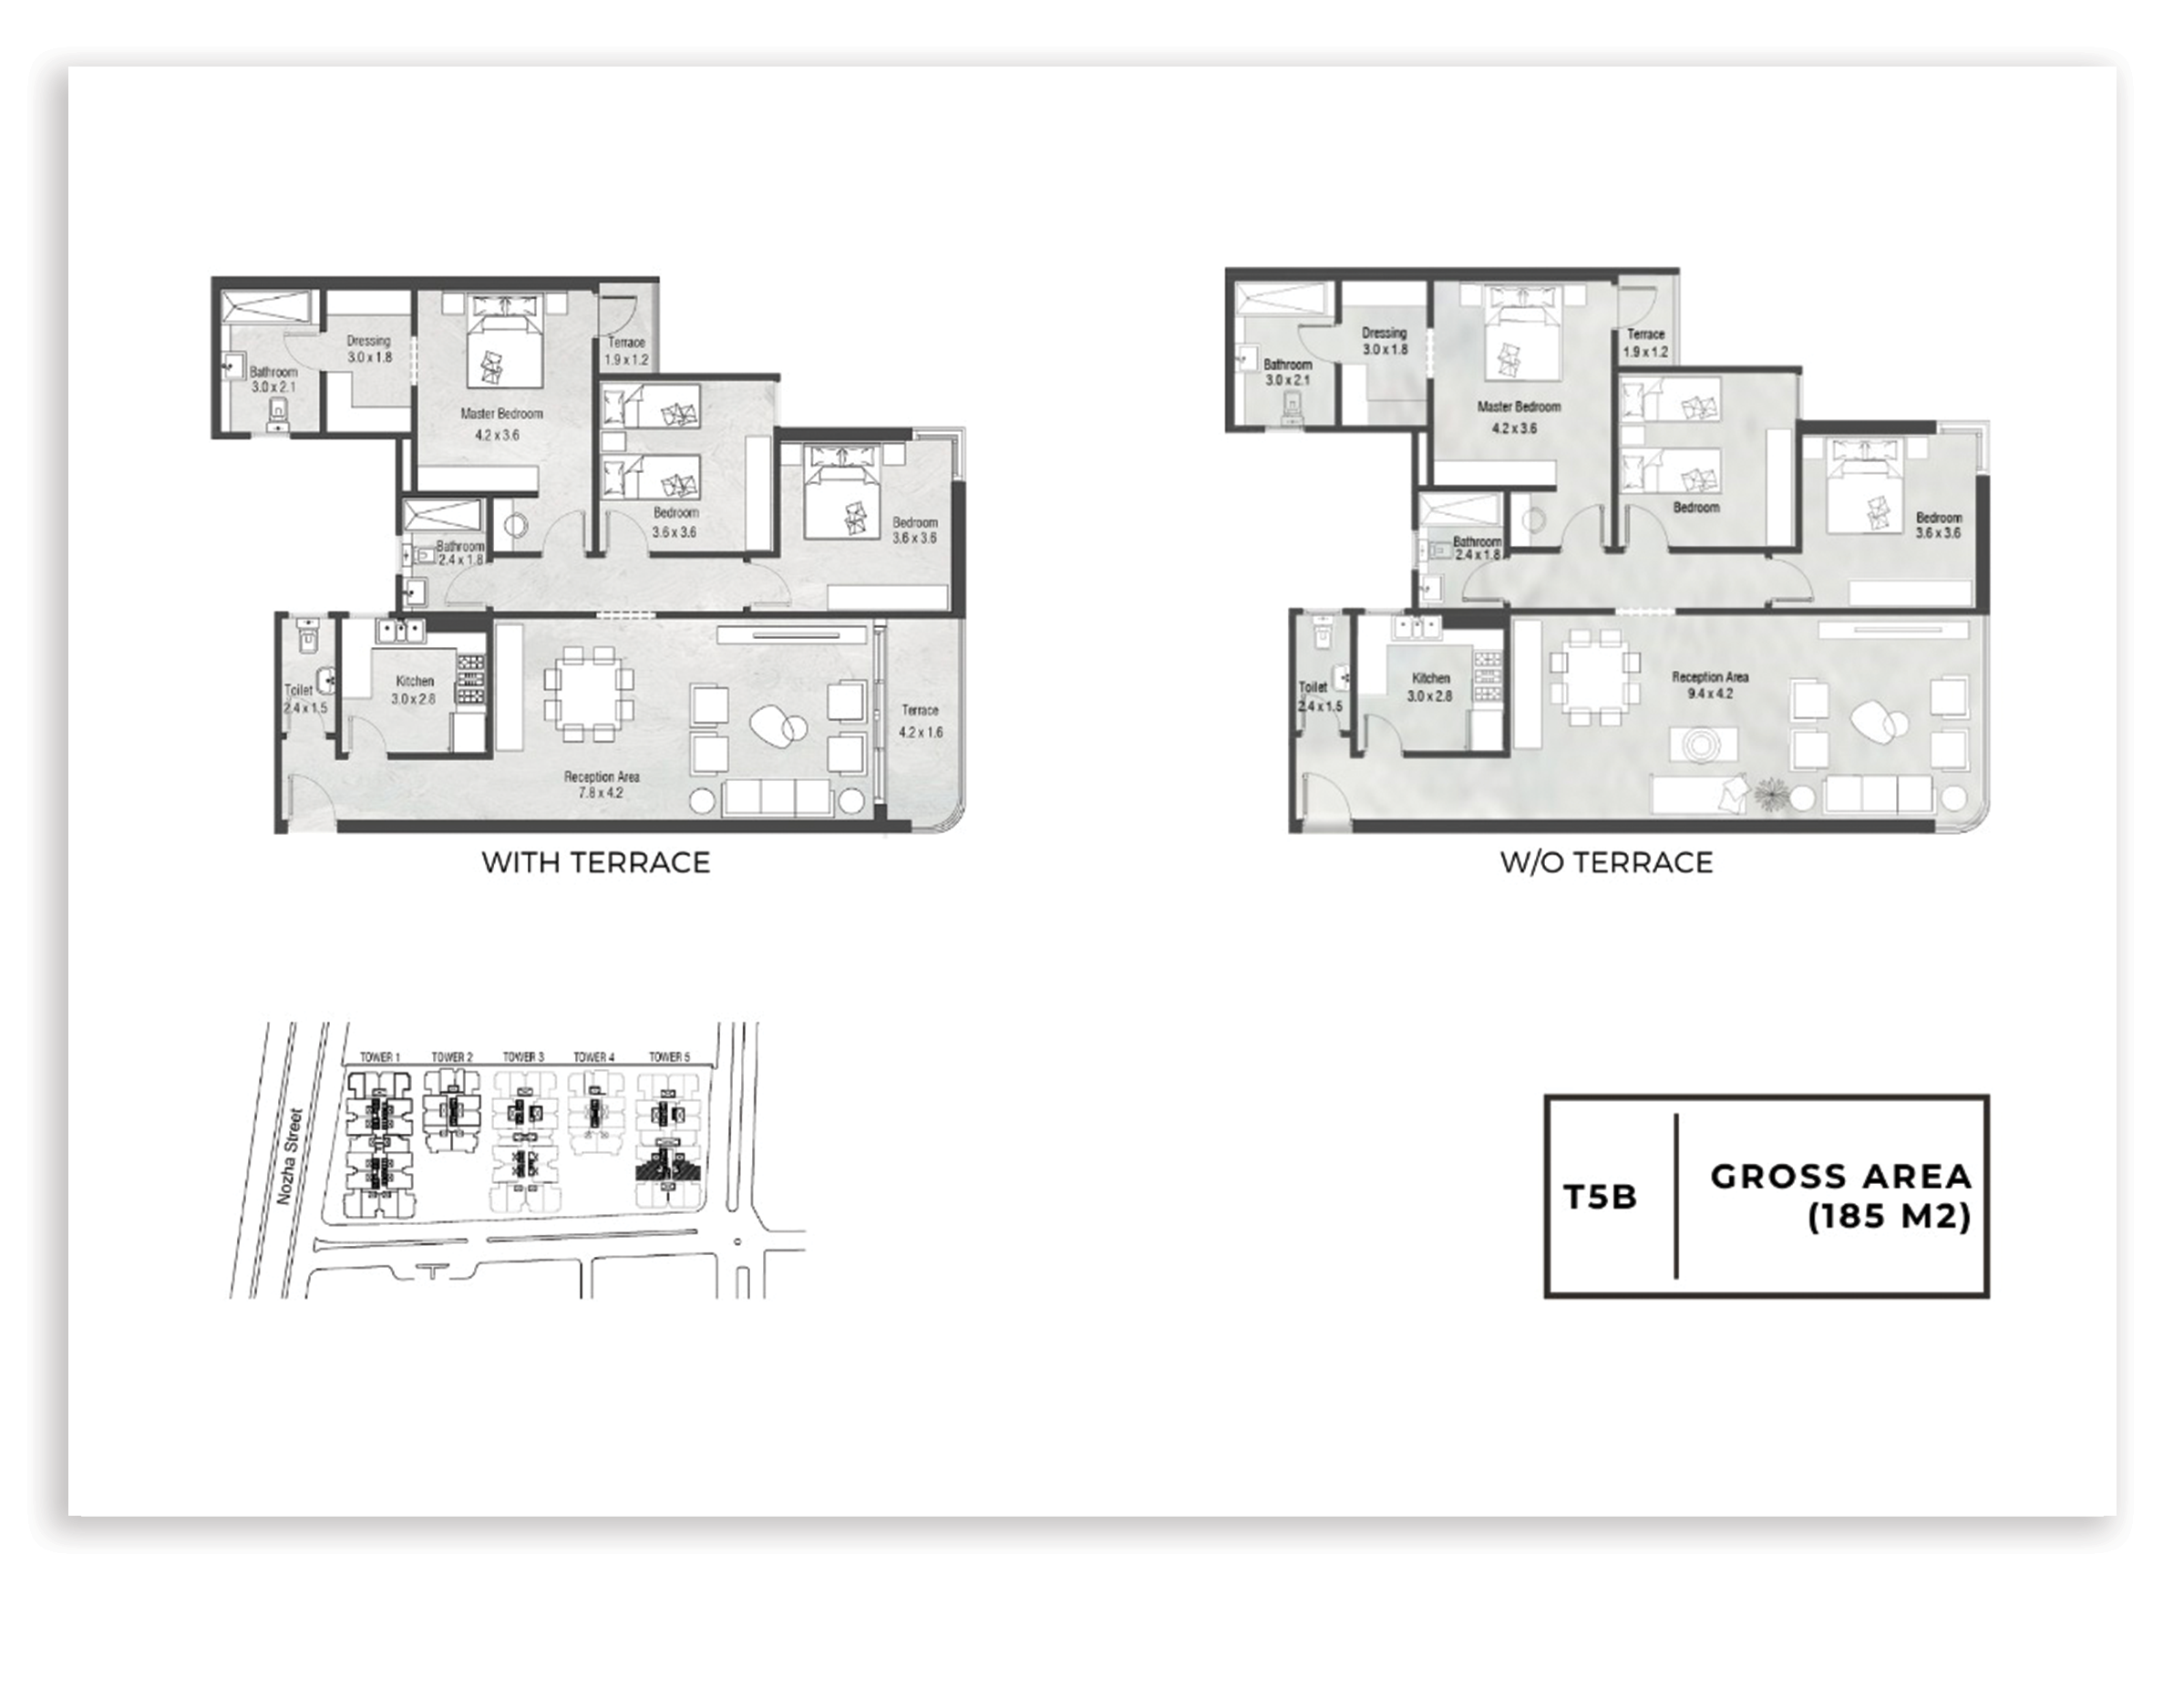 Dressing
3.0 x 1.8
Bathroom
3.0 x 2.1
Master Bedroom
4.2 x 3.6
Terrace
1.9 x 1.2
Bedroom
3.6 x 3.6
Bedroom
3.6 x 3.6
Bathroom
2.4 x 1.8
Toilet
2.4 x 1.5
Kitchen
3.0 x 2.8
Reception Area
7.8 x 4.2
Terrace
4.2 x 1.6
WITH TERRACE
Dressing
3.0 x 1.8
Bathroom
3.0 x 2.1
Master Bedroom
4.2 x 3.6
Terrace
1.9 x 1.2
Bedroom
Bedroom
3.6 x 3.6
Bathroom
2.4 x 1.8
Toilet
2.4 x 1.5
Kitchen
3.0 x 2.8
Reception Area
9.4 x 4.2
W/O TERRACE
TOWER 1
TOWER 2
TOWER 3
TOWER 4
TOWER 5
Nozha Street
T5B
GROSS AREA
(185 M2)